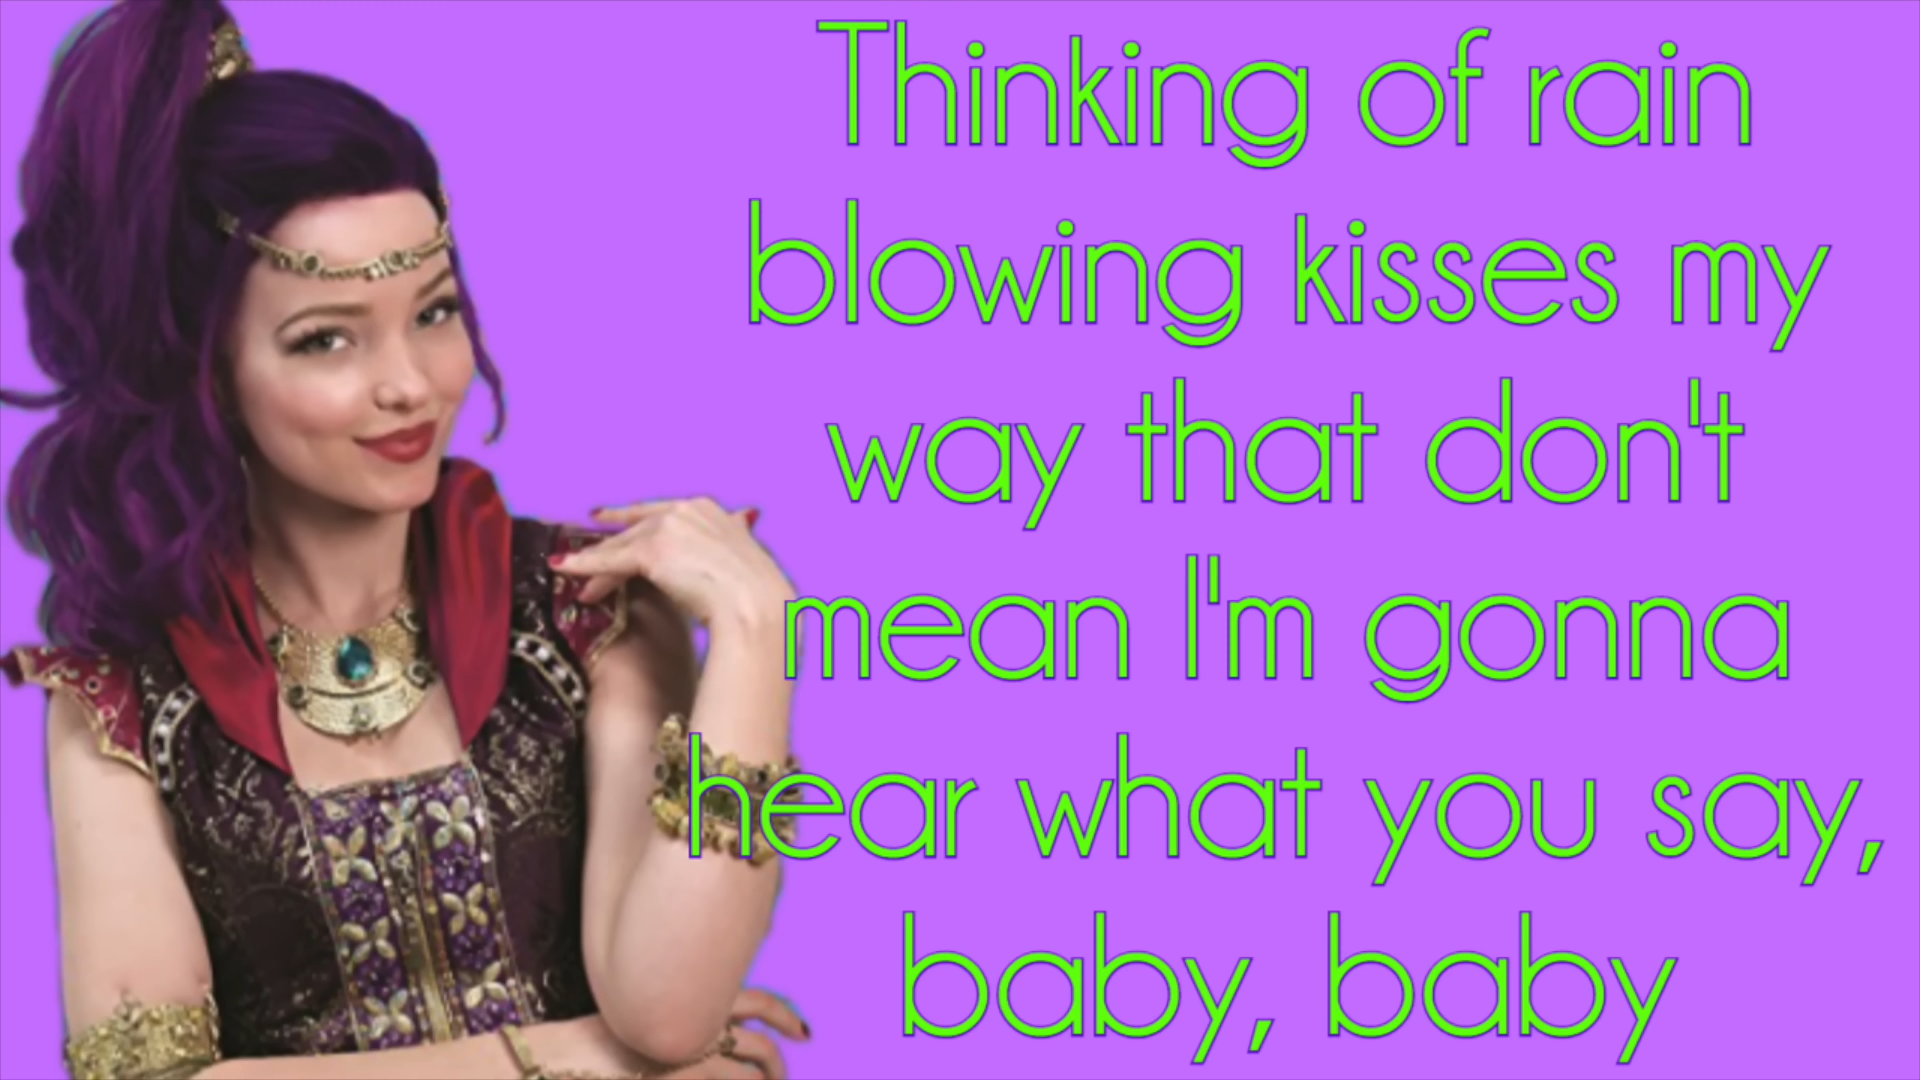 Thinking of rain
blowing kisses my
way that don't
mean I'm gonna
hear what you say,
baby, baby